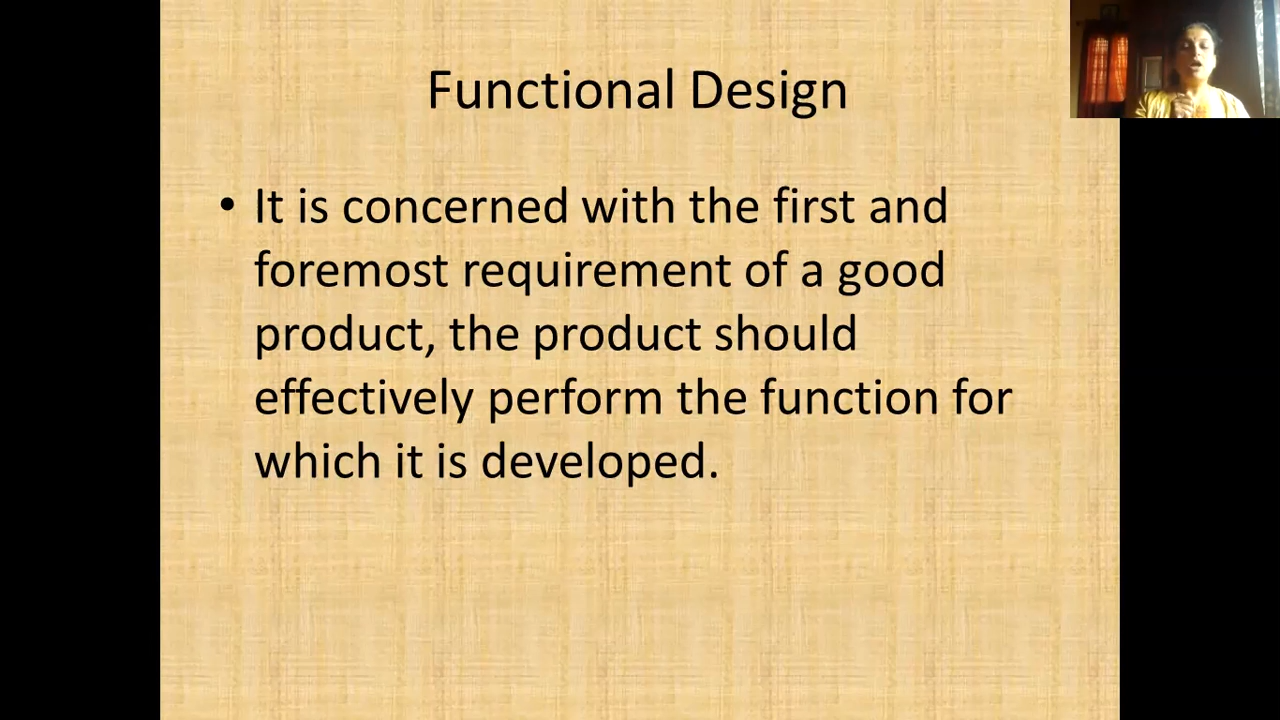 Functional Design
• It is concerned with the first and
foremost requirement of a good
product, the product should
effectively perform the function for
which it is developed.